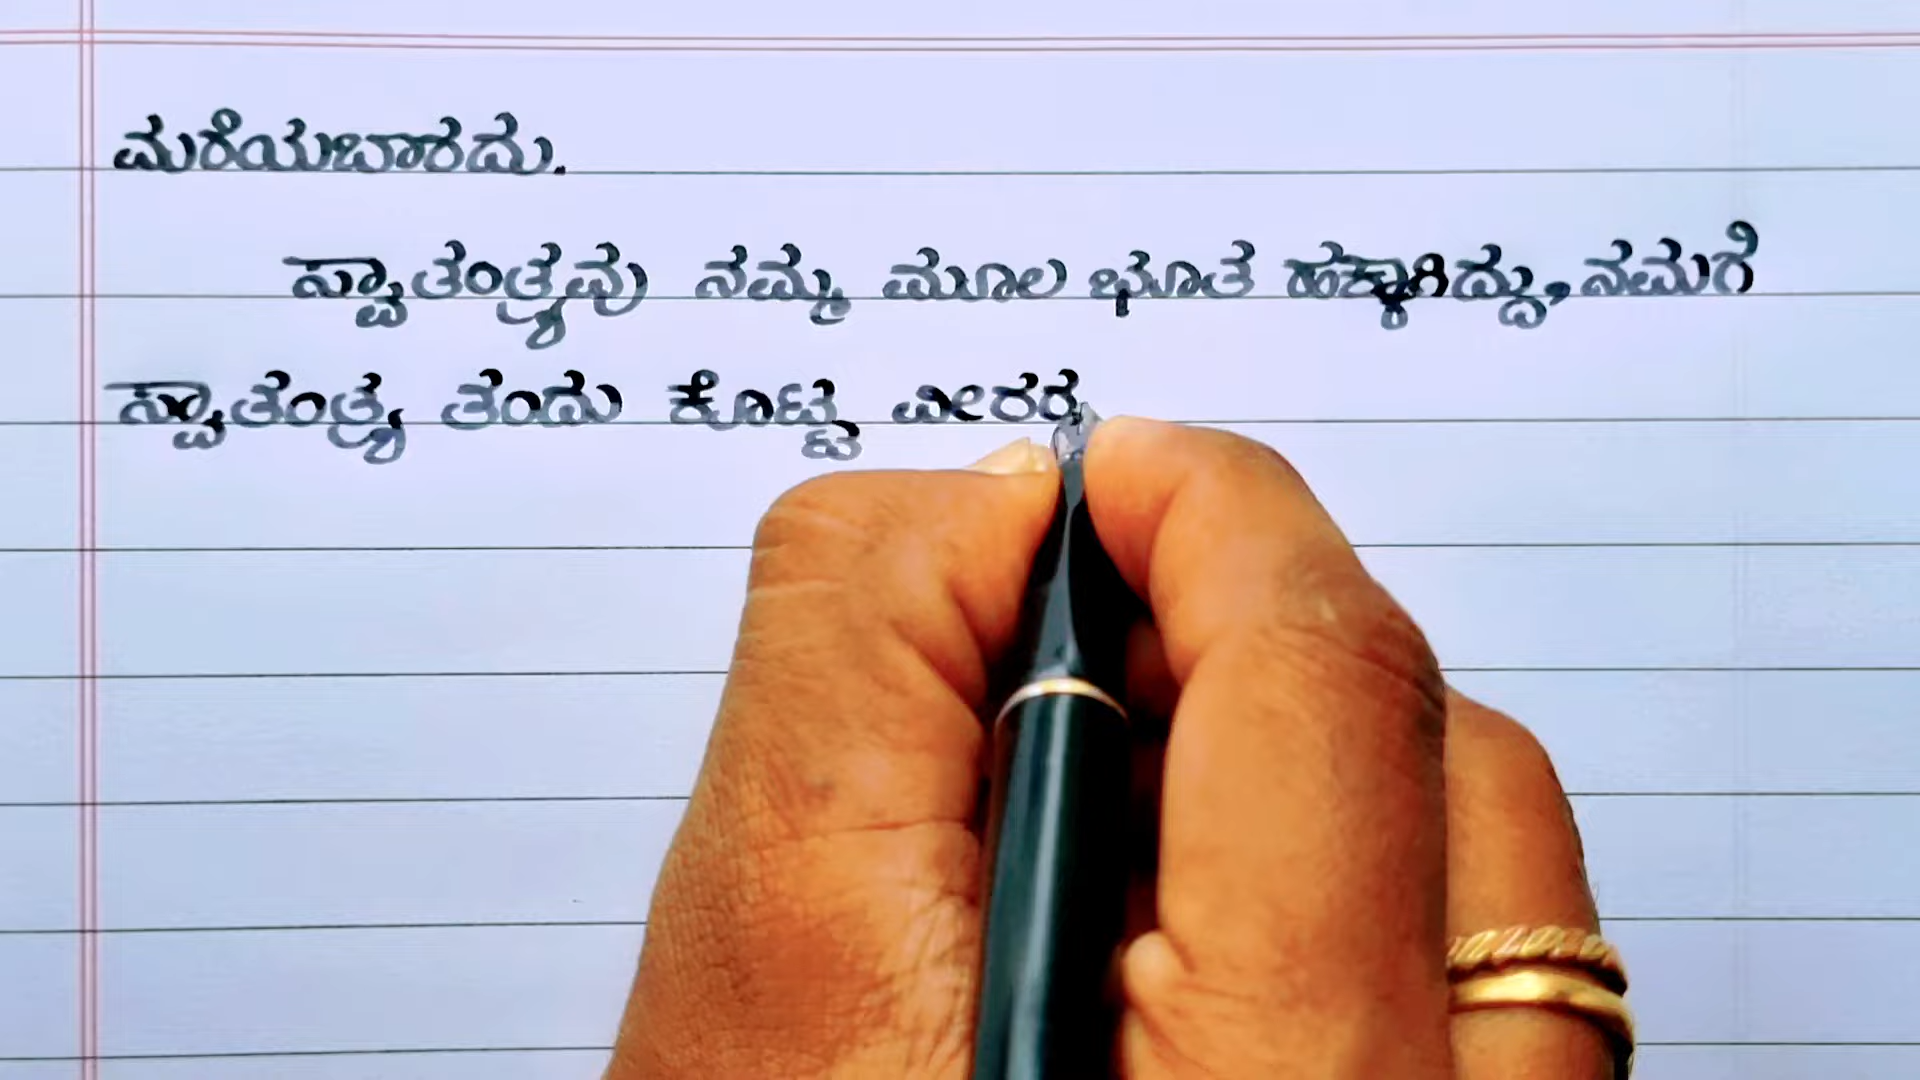 ಮರೆಯಬಾರದು.
ಸ್ವಾತಂತ್ರ್ಯವು ನಮ್ಮ ಮೂಲ ಭೂತ ಹಕ್ಕಾಗಿದ್ದು, ನಮಗೆ
ಸ್ವಾತಂತ್ರ್ಯ ತಂದು ಕೊಟ್ಟ ವೀರರ